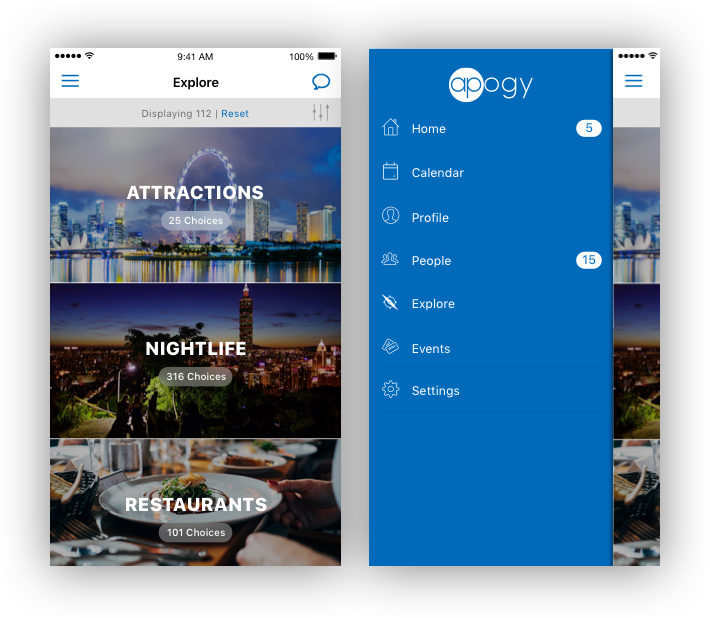 9:41 AM
100%
Explore
Displaying 112 | Reset
ATTRACTIONS
25 Choices
NIGHTLIFE
316 Choices
RESTAURANTS
101 Choices
apogy
Home 5
Calendar
Profile
People 15
Explore
Events
Settings